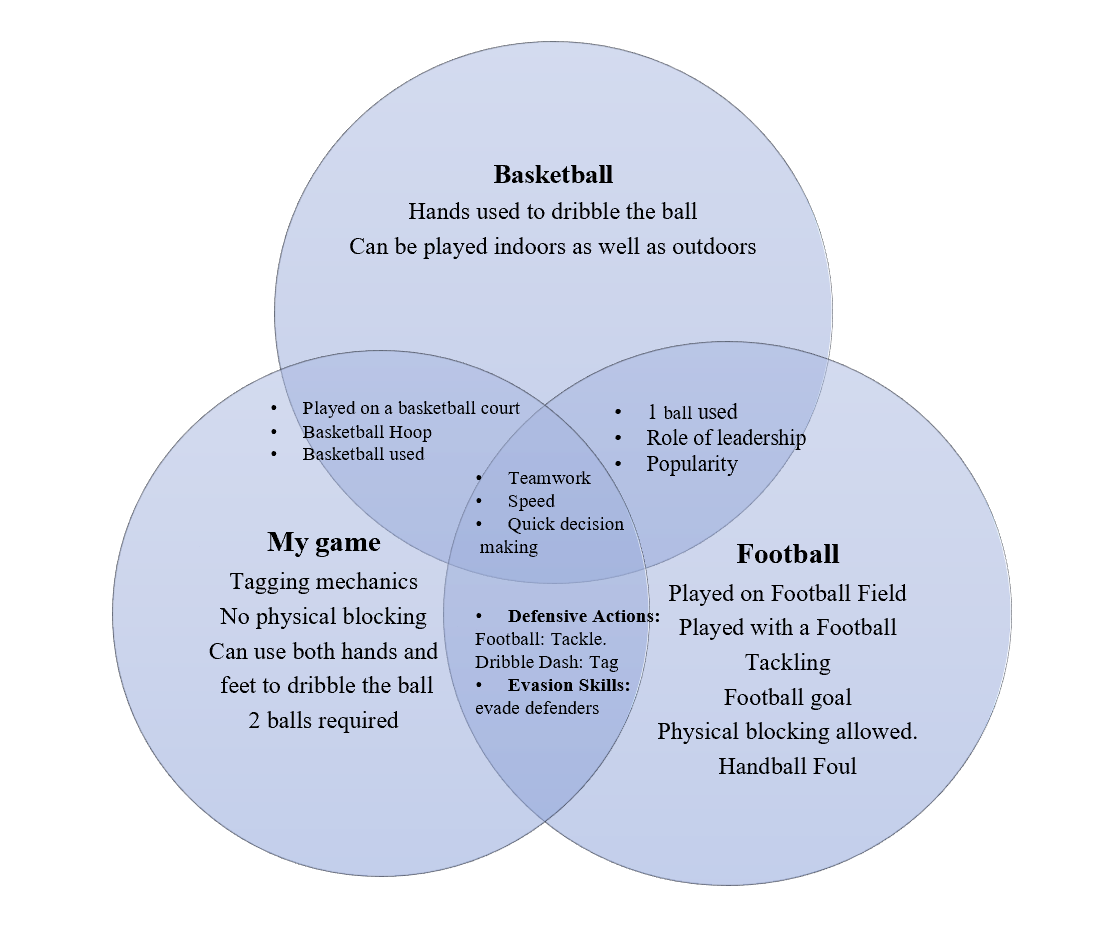 Basketball
Hands used to dribble the ball
Can be played indoors as well as outdoors
• Played on a basketball court
• Basketball Hoop
• Basketball used
• 1 ball used
• Role of leadership
• Popularity
• Teamwork
• Speed
• Quick decision
making
My game
Tagging mechanics
No physical blocking
Can use both hands and
feet to dribble the ball
2 balls required
• Defensive Actions:
Football: Tackle.
Dribble Dash: Tag
• Evasion Skills:
evade defenders
Football
Played on Football Field
Played with a Football
Tackling
Football goal
Physical blocking allowed.
Handball Foul